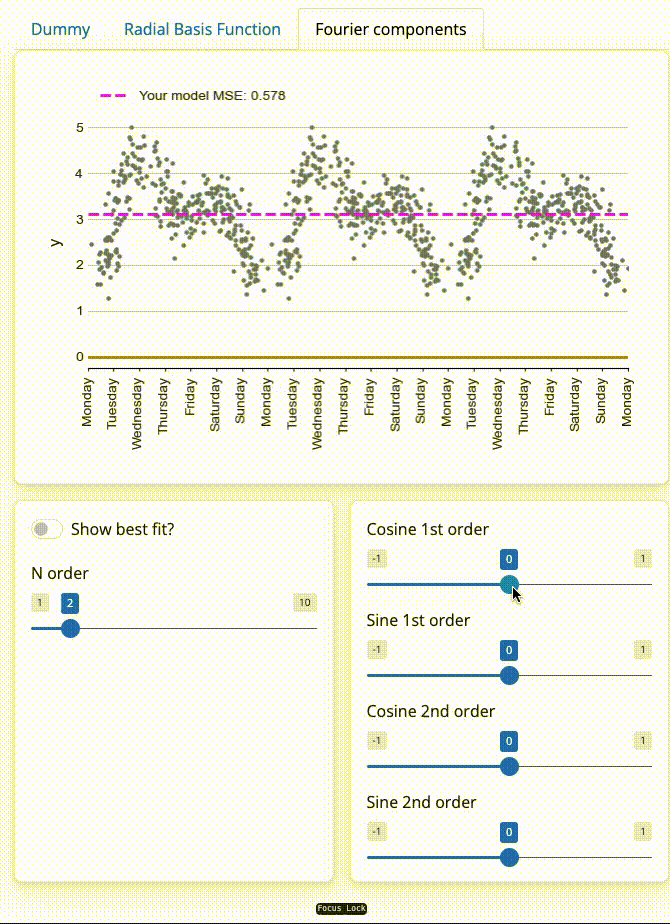 Dummy Radial Basis Function Fourier components
Your model MSE: 0.578
5
4
3
2
1
0
y
Monday Tuesday Wednesday Thursday Friday Saturday Sunday Monday Tuesday Wednesday Thursday Friday Saturday Sunday Monday Tuesday Wednesday Thursday Friday Saturday Sunday Monday
Show best fit?
N order
1 2 10
Cosine 1st order
-1 0 1
Sine 1st order
-1 0 1
Cosine 2nd order
-1 0 1
Sine 2nd order
-1 0 1
Focus Lock